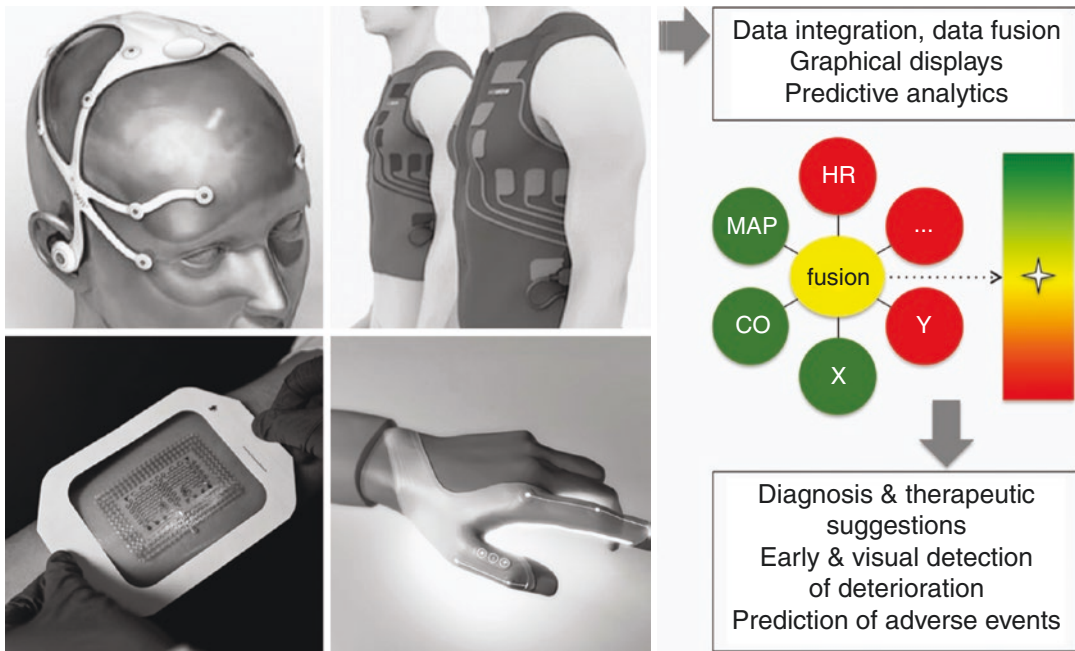 Data integration, data fusion
Graphical displays
Predictive analytics
HR
MAP
...
fusion
CO
Y
X
Diagnosis & therapeutic
suggestions
Early & visual detection
of deterioration
Prediction of adverse events